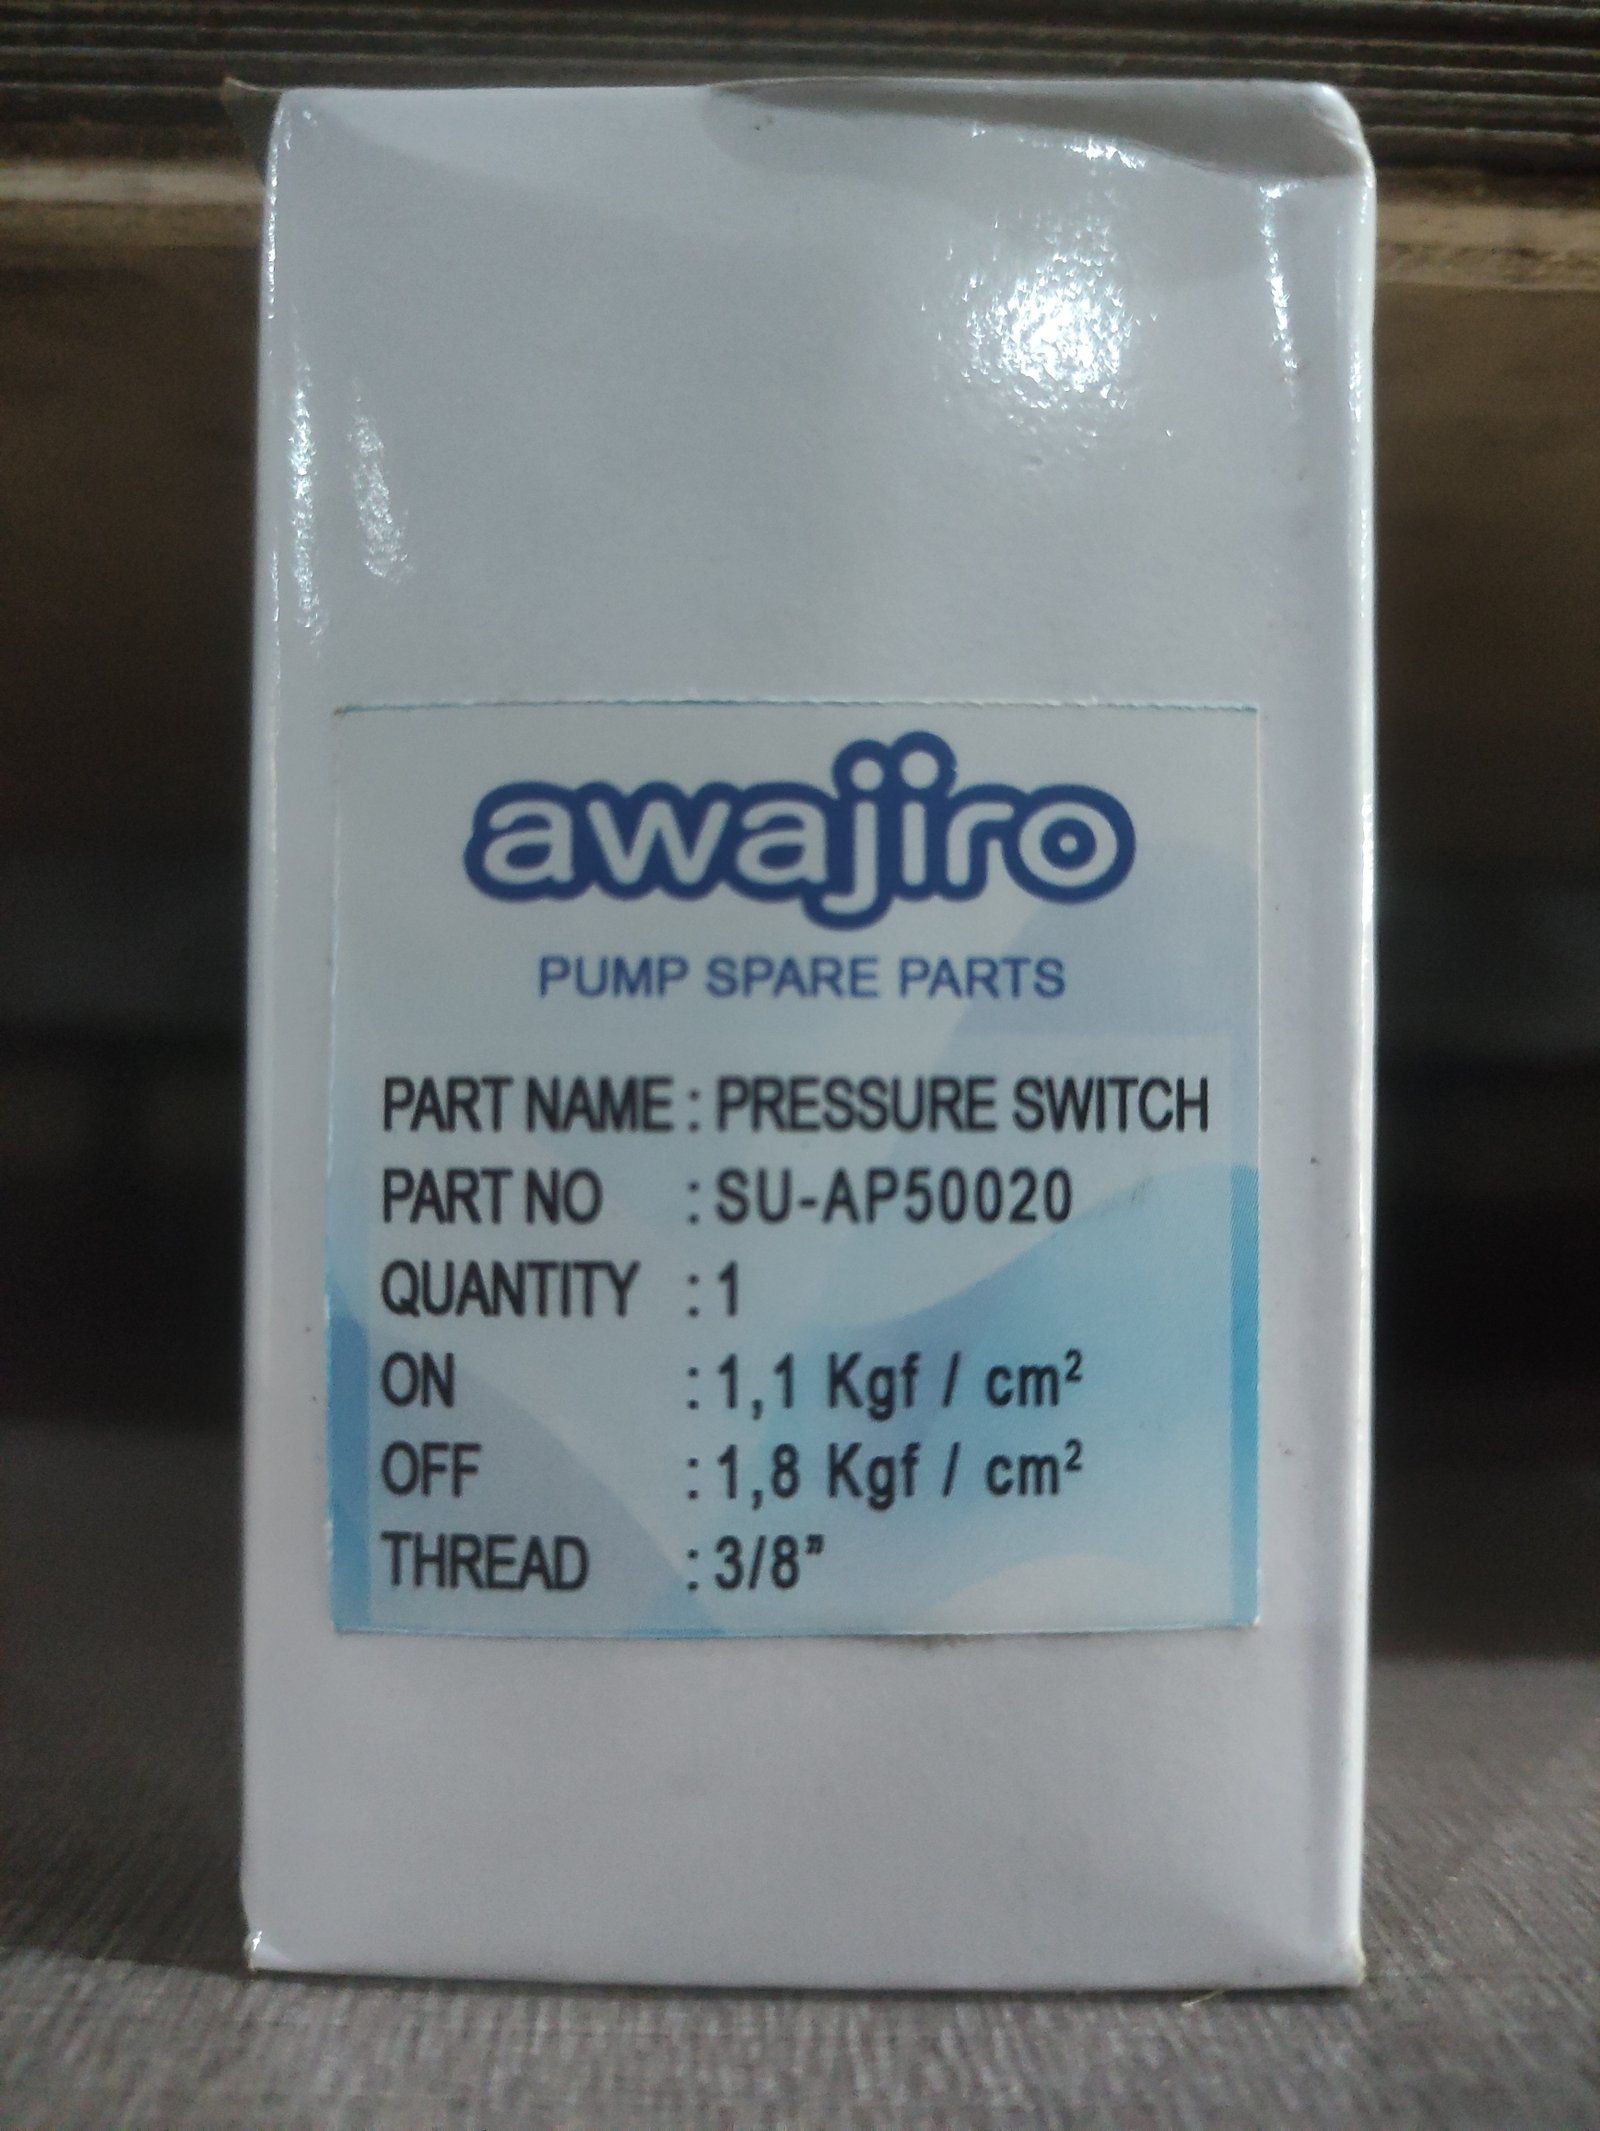 awajiro
PUMP SPARE PARTS
PART NAME : PRESSURE SWITCH
PART NO : SU-AP50020
QUANTITY : 1
ON : 1,1 Kgf / cm²
OFF : 1,8 Kgf / cm²
THREAD : 3/8”